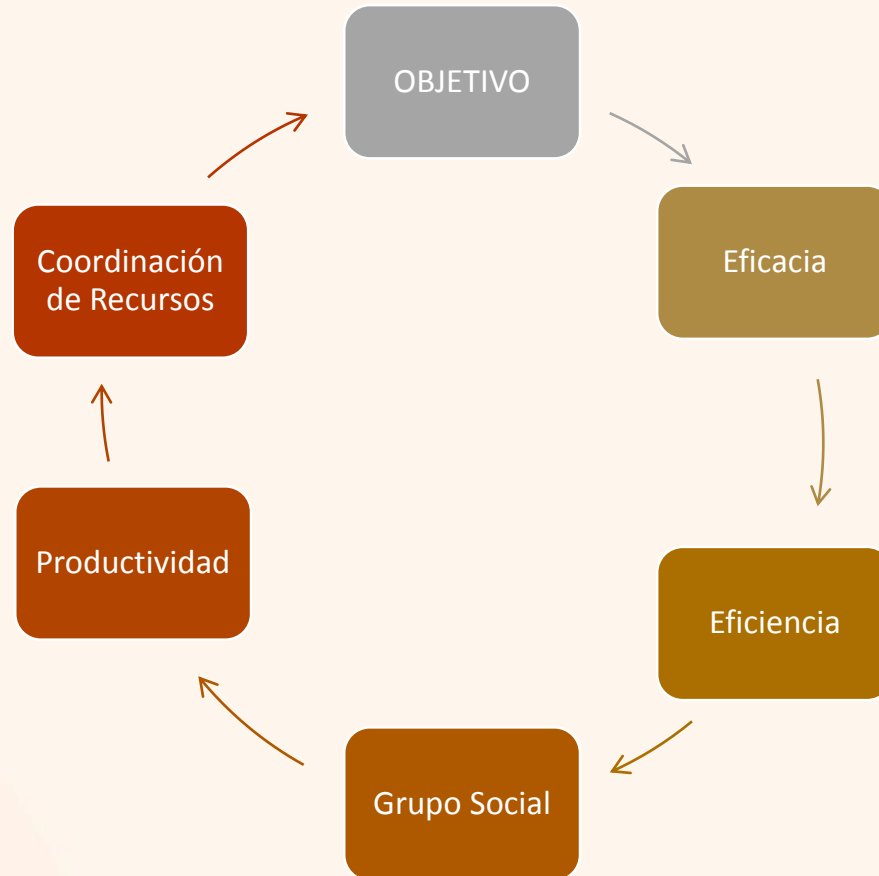 OBJETIVO
Eficacia
Eficiencia
Grupo Social
Productividad
Coordinación
de Recursos